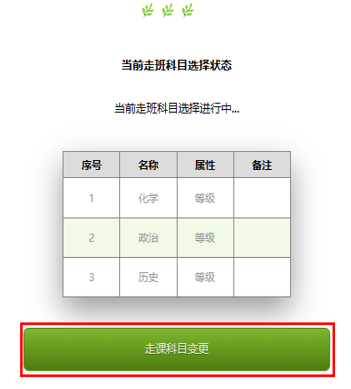 当前走班科目选择状态
当前走班科目选择进行中...
序号 名称 属性 备注
1 化学 等级
2 政治 等级
3 历史 等级
走课科目变更